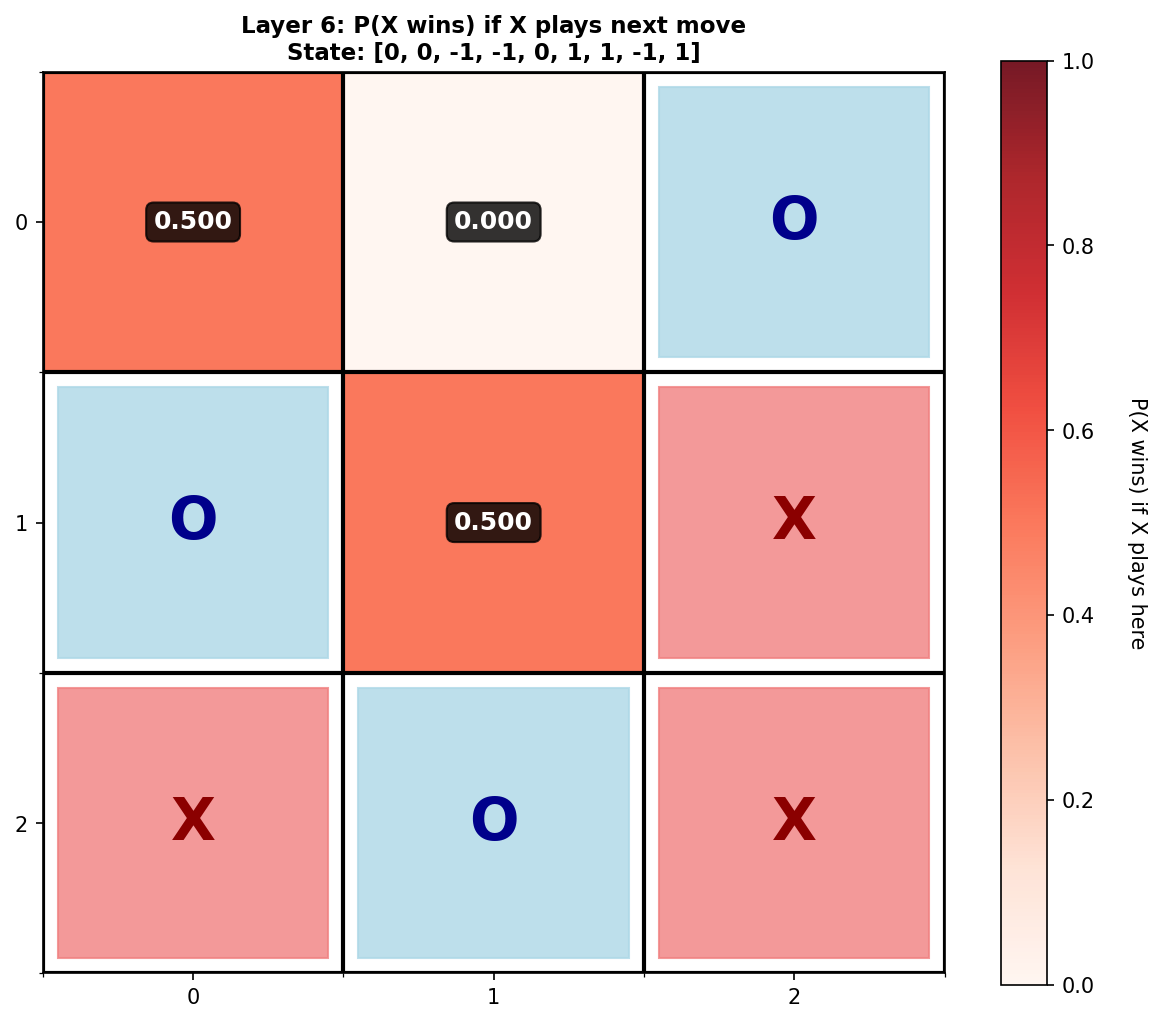 Layer 6: P(X wins) if X plays next move
State: [0, 0, -1, -1, 0, 1, 1, -1, 1]
0
0.500
0.000
O
1
O
0.500
X
2
X
O
X
0
1
2
1.0
0.8
0.6
0.4
0.2
0.0
P(X wins) if X plays here